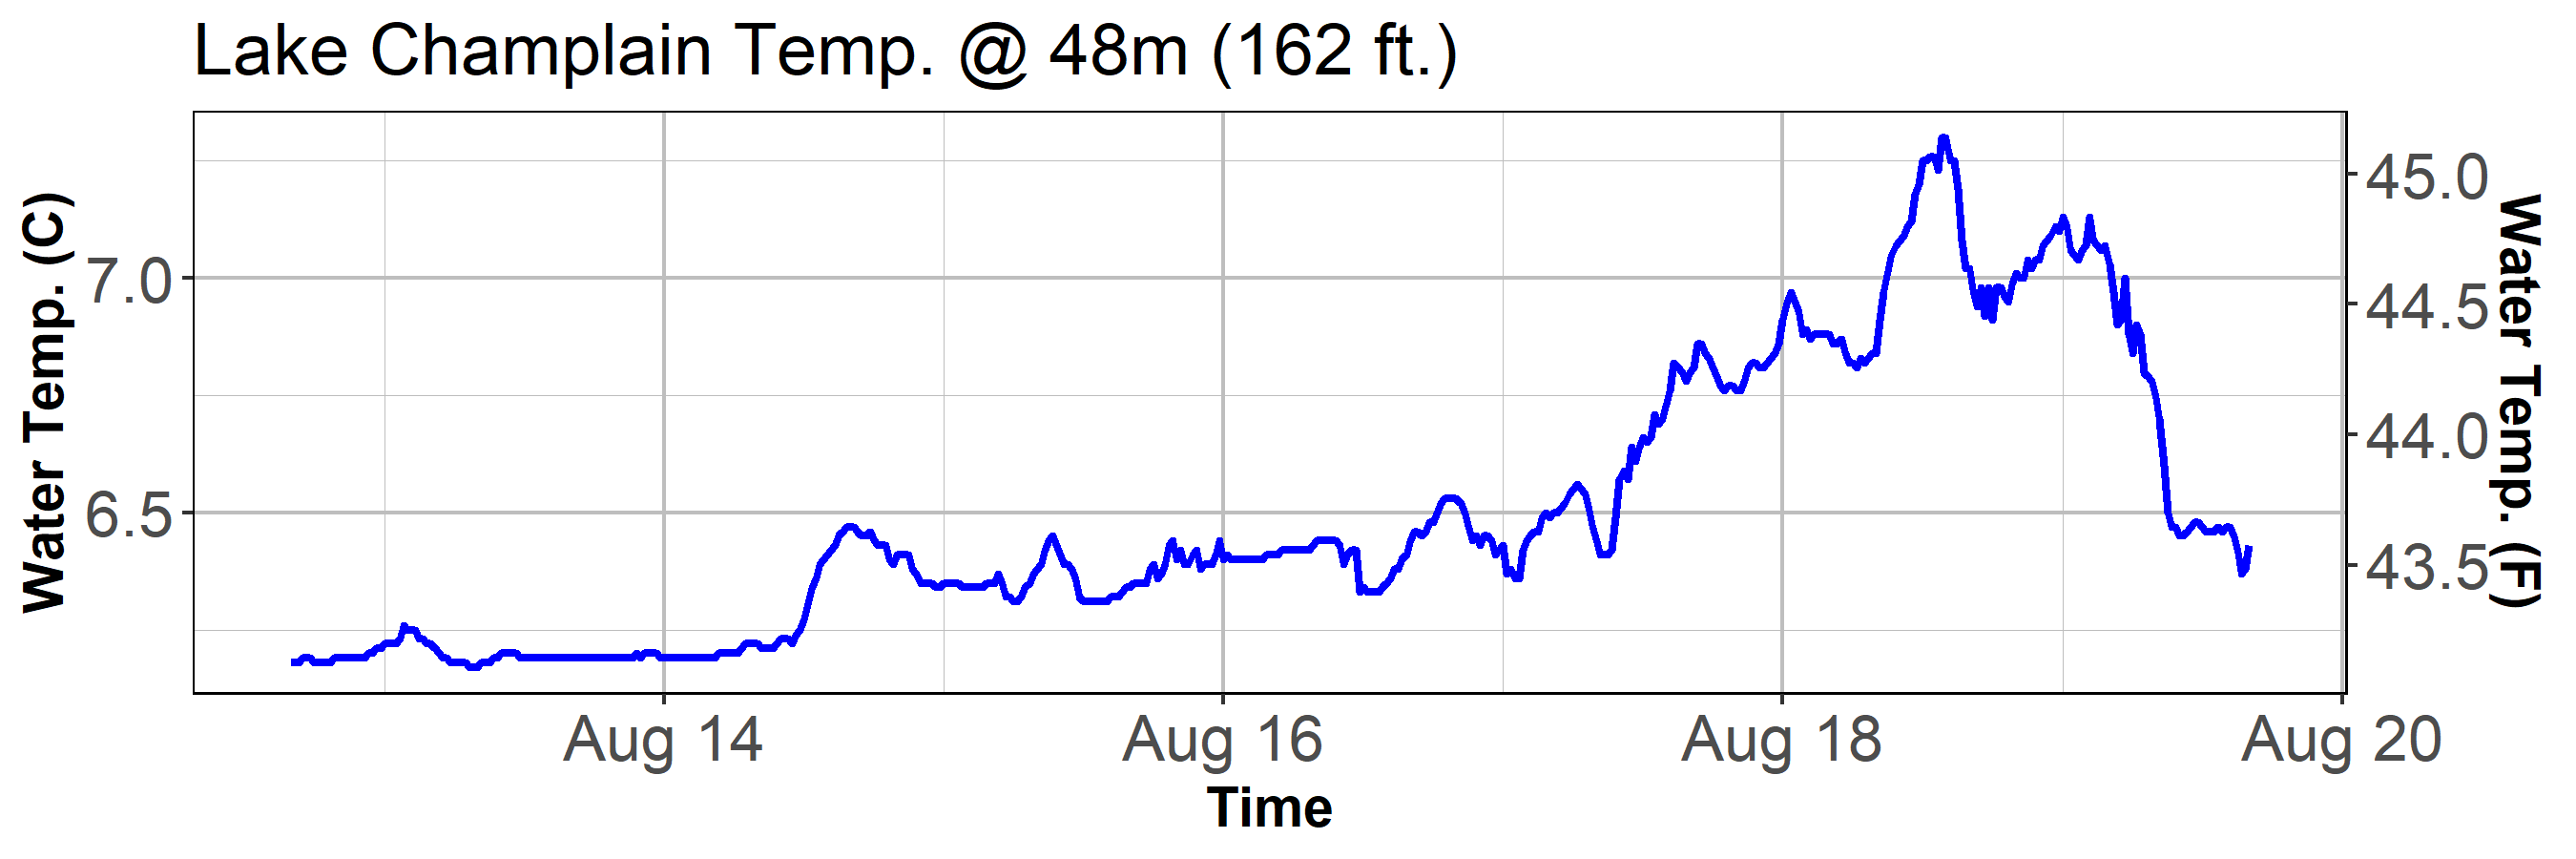 Lake Champlain Temp. @ 48m (162 ft.)
Water Temp. (C)
7.0
6.5
45.0
44.5
44.0
43.5
Water Temp. (F)
Aug 14
Aug 16
Aug 18
Aug 20
Time